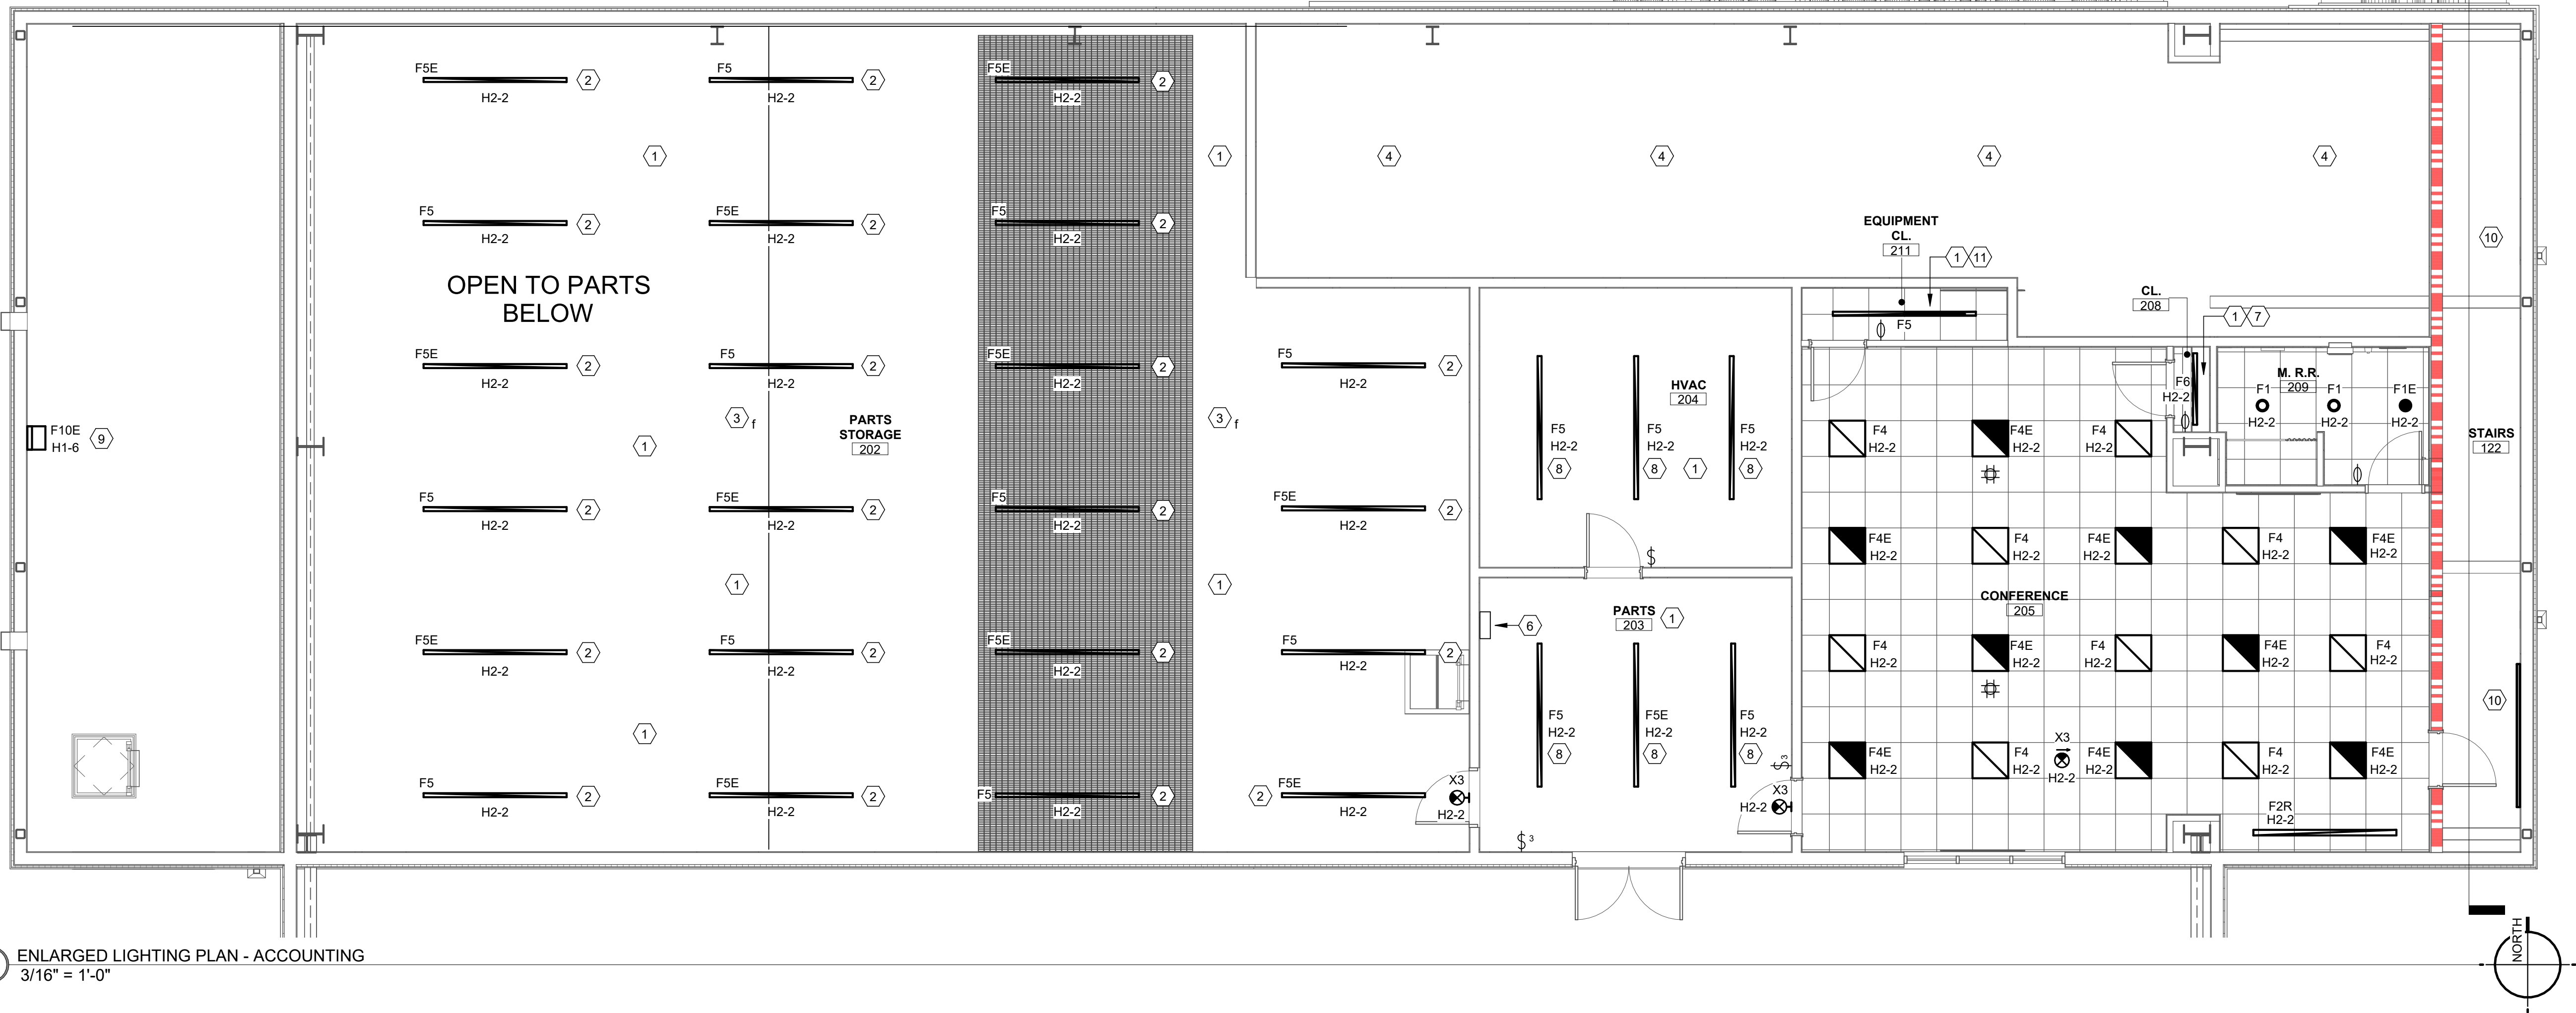 F5E
H2-2
2
F5
H2-2
2
F5E
H2-2
2
1
1
4
4
4
4
F5
H2-2
2
F5E
H2-2
2
F5
H2-2
2
EQUIPMENT
CL.
211
1
11
10
OPEN TO PARTS
BELOW
CL.
208
1
7
F5
F5E
H2-2
2
F5
H2-2
2
F5E
H2-2
2
F5
H2-2
2
HVAC
204
F5
H2-2
8
F5
H2-2
8
1
F5
H2-2
8
F6
H2-2
M. R.R.
209
F1
H2-2
F1
H2-2
F1E
H2-2
F10E
H1-6
9
1
3
f
PARTS
STORAGE
202
3
f
F4
H2-2
F4E
H2-2
F4
H2-2
STAIRS
122
F5
H2-2
2
F5E
H2-2
2
F5
H2-2
2
F5E
H2-2
2
$
F4E
H2-2
F4
H2-2
F4E
H2-2
F4
H2-2
F4E
H2-2
1
1
PARTS
203
1
6
CONFERENCE
205
F5E
H2-2
2
F5
H2-2
2
F5E
H2-2
2
F5
H2-2
2
F4
H2-2
F4E
H2-2
F4
H2-2
F4E
H2-2
F4
H2-2
1
F5
H2-2
8
F5E
H2-2
8
F5
H2-2
8
10
F5
H2-2
2
F5E
H2-2
2
F5
H2-2
2
2
F5E
H2-2
X3
H2-2
$3
X3
H2-2
$3
F4E
H2-2
F4
H2-2
X3
H2-2
F4E
H2-2
F4
H2-2
F4E
H2-2
F2R
H2-2
ENLARGED LIGHTING PLAN - ACCOUNTING
3/16" = 1'-0"
NORTH